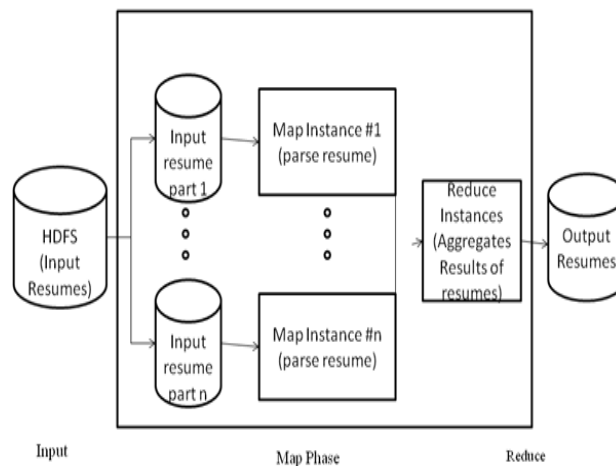 Input
resume
part 1
Map Instance #1
(parse resume)
HDFS
(Input
Resumes)
Reduce
Instances
(Aggregates
Results of
resumes)
Output
Resumes
Input
resume
part n
Map Instance #n
(parse resume)
Input
Map Phase
Reduce